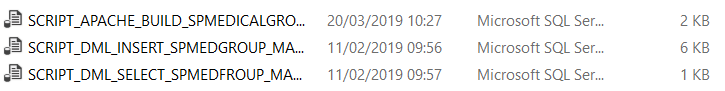 SCRIPT_APACHE_BUILD_SPMEDICALGRO... 20/03/2019 10:27 Microsoft SQL Ser... 2 KB
SCRIPT_DML_INSERT_SPMEDGROUP_MA... 11/02/2019 09:56 Microsoft SQL Ser... 6 KB
SCRIPT_DML_SELECT_SPMEDFROUP_MA... 11/02/2019 09:57 Microsoft SQL Ser... 1 KB